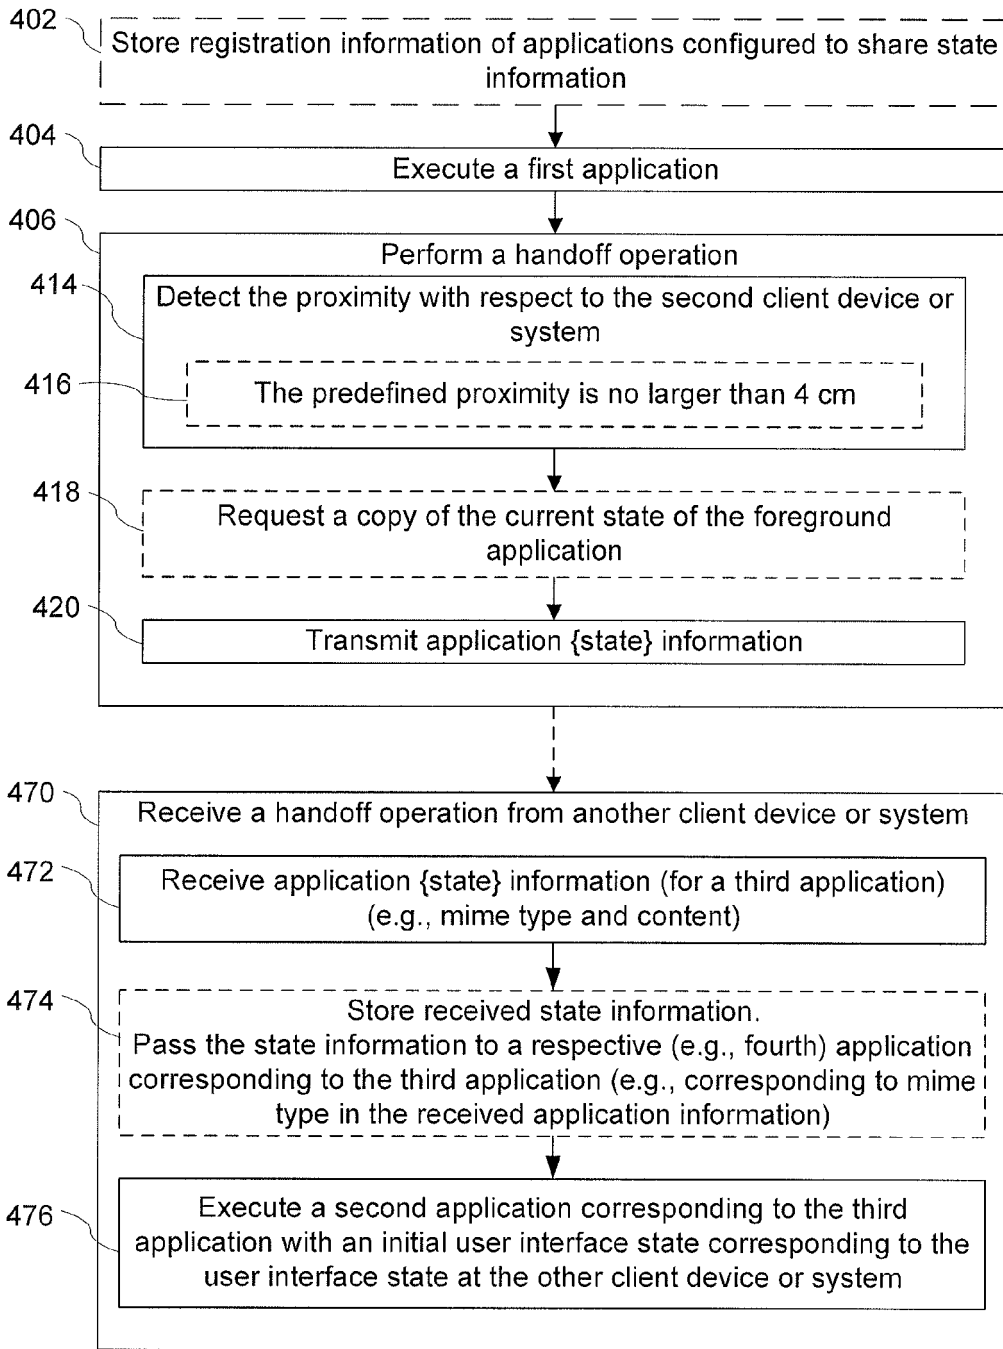 402
Store registration information of applications configured to share state
information
404
Execute a first application
406
Perform a handoff operation
414
Detect the proximity with respect to the second client device or
system
416
The predefined proximity is no larger than 4 cm
418
Request a copy of the current state of the foreground
application
420
Transmit application {state} information
470
Receive a handoff operation from another client device or system
472
Receive application {state} information (for a third application)
(e.g., mime type and content)
474
Store received state information.
Pass the state information to a respective (e.g., fourth) application
corresponding to the third application (e.g., corresponding to mime
type in the received application information)
476
Execute a second application corresponding to the third
application with an initial user interface state corresponding to the
user interface state at the other client device or system